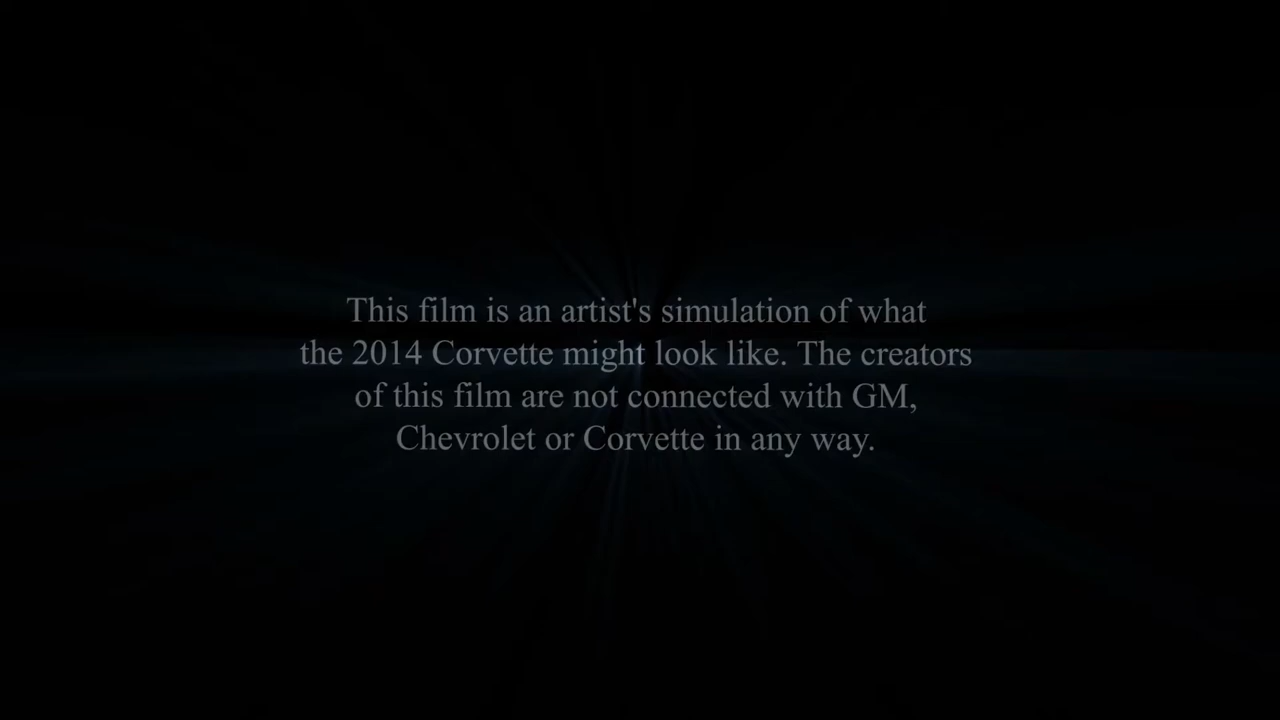 This film is an artist's simulation of what
the 2014 Corvette might look like. The creators
of this film are not connected with GM,
Chevrolet or Corvette in any way.